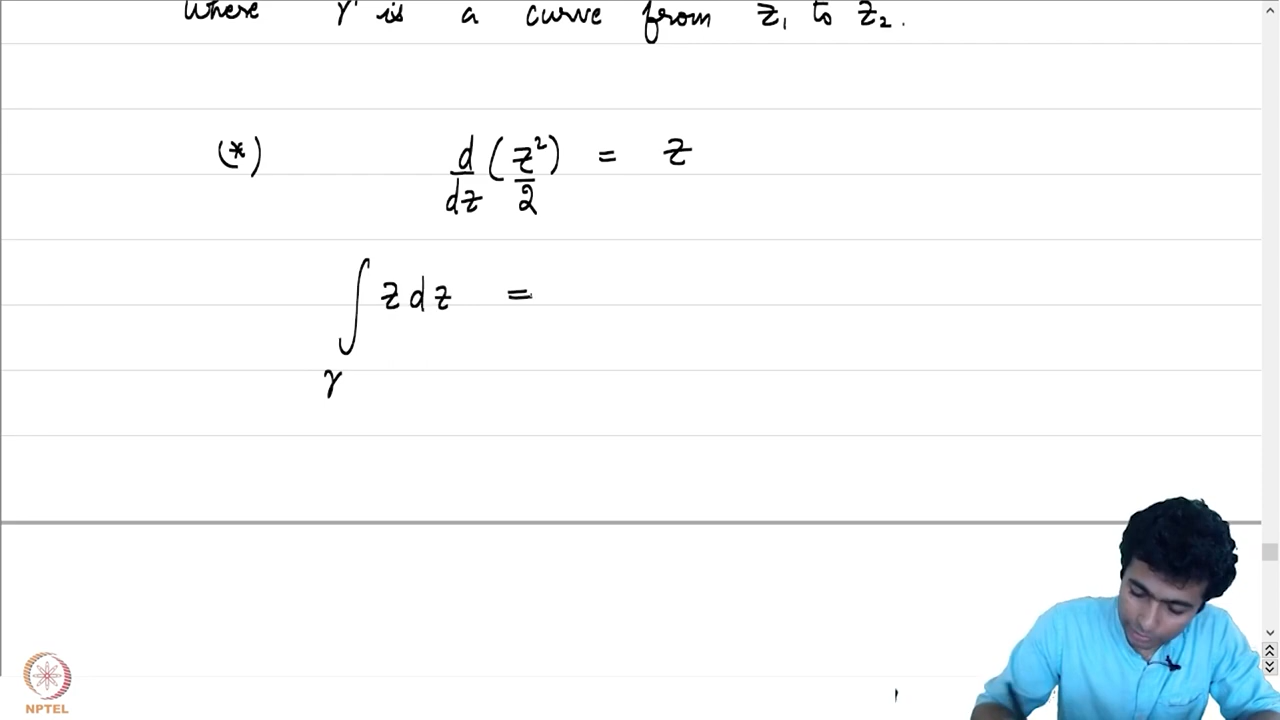 where γ is a curve from z₁ to z₂.
(*) d/dz (z²/2) = z
∫_γ z dz =
NPTEL